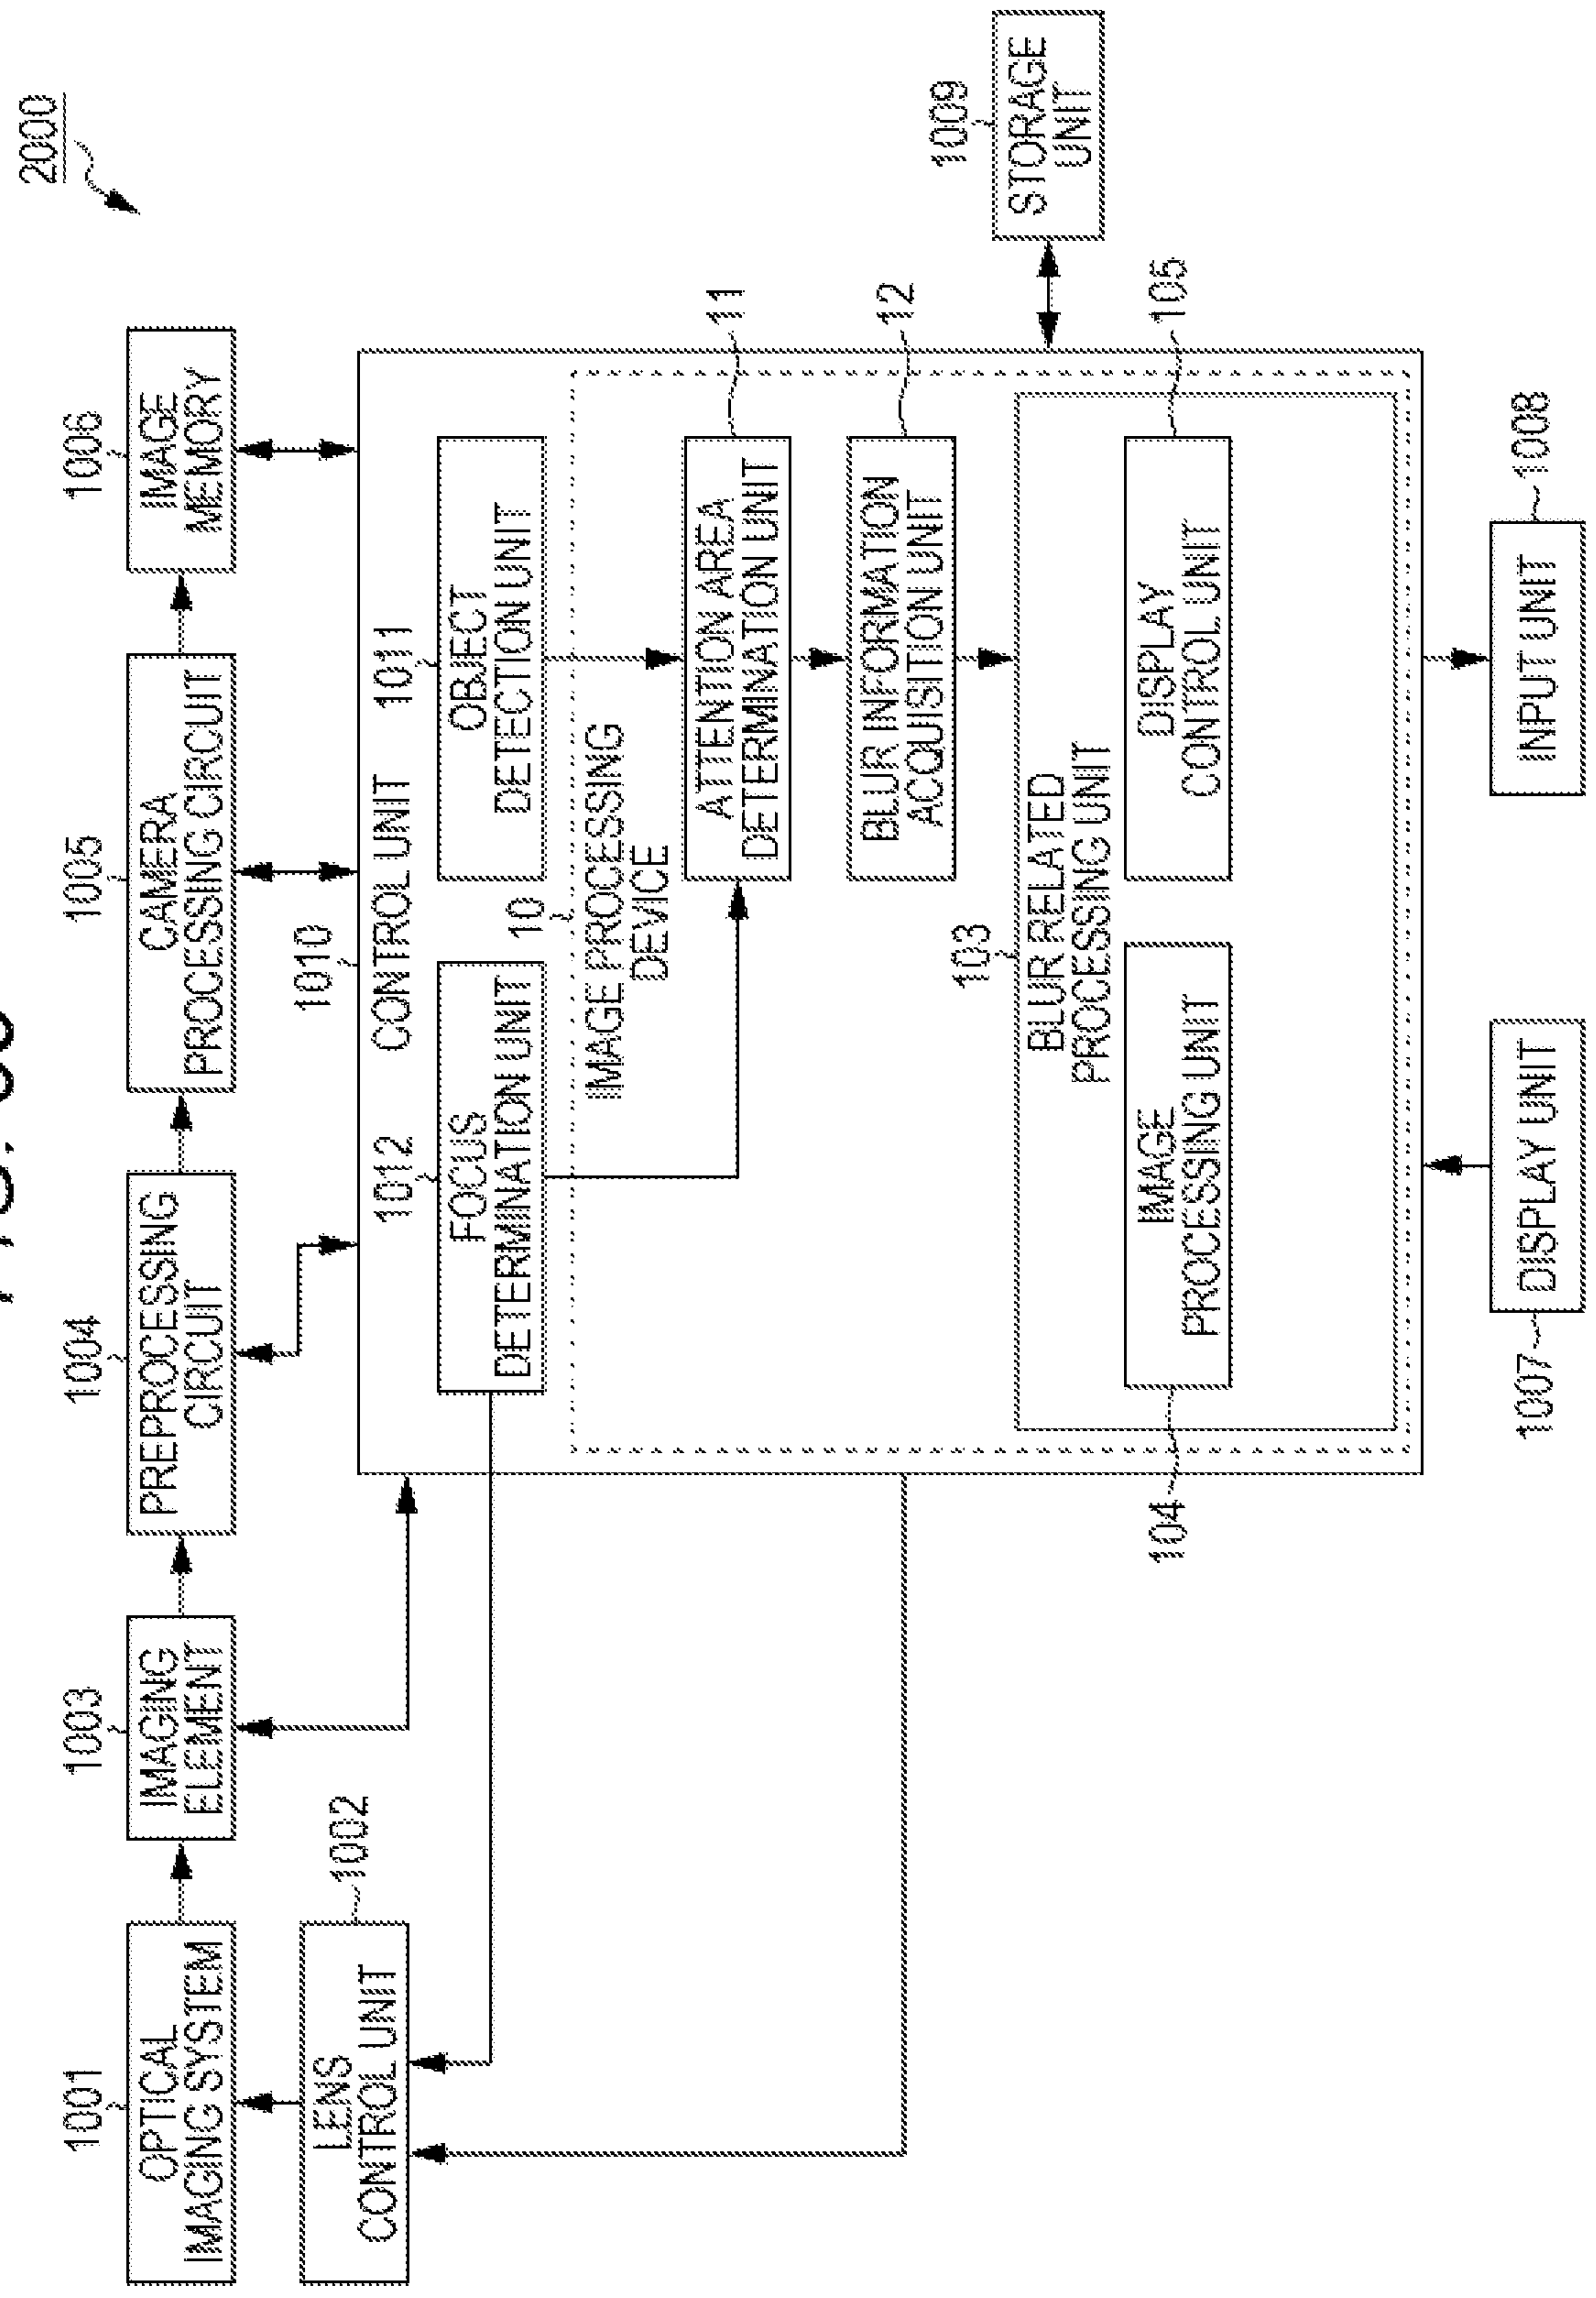 2000
1001
OPTICAL
IMAGING SYSTEM
1003
IMAGING
ELEMENT
1004
PREPROCESSING
CIRCUIT
1005
CAMERA
PROCESSING CIRCUIT
1006
IMAGE
MEMORY
1002
LENS
CONTROL UNIT
1010
CONTROL UNIT
1012
FOCUS
DETERMINATION UNIT
1011
OBJECT
DETECTION UNIT
10
IMAGE PROCESSING
DEVICE
11
ATTENTION AREA
DETERMINATION UNIT
12
BLUR INFORMATION
ACQUISITION UNIT
103
BLUR RELATED
PROCESSING UNIT
104
IMAGE
PROCESSING UNIT
105
DISPLAY
CONTROL UNIT
1009
STORAGE
UNIT
1007
DISPLAY UNIT
1008
INPUT UNIT